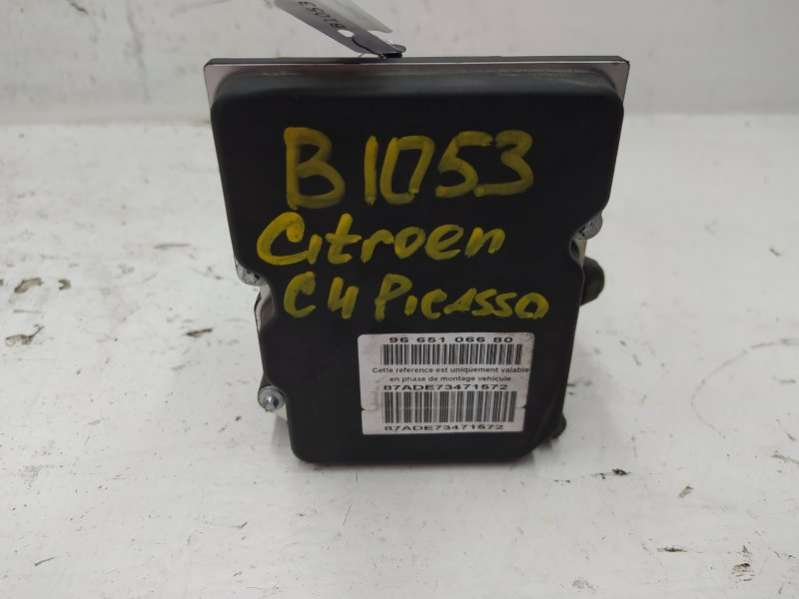 B1053
B1053
Citroen
C4 PICASSO
96 651 066 80
Cette reference est uniquement valable
en phase de montage vehicule
87ADE73471572
87ADE73471572